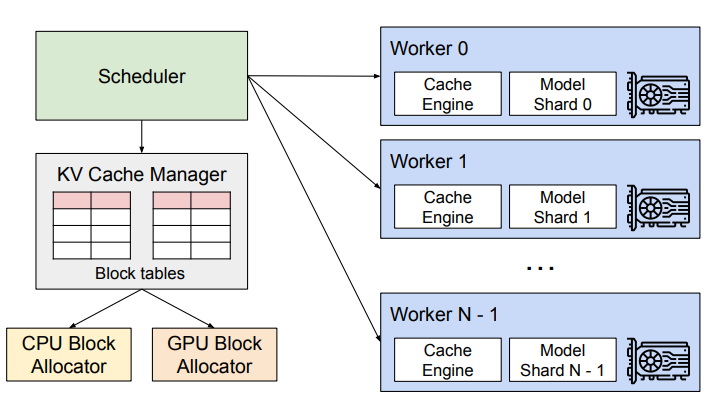 Scheduler
KV Cache Manager
Block tables
CPU Block
Allocator
GPU Block
Allocator
Worker 0
Cache
Engine
Model
Shard 0
Worker 1
Cache
Engine
Model
Shard 1
...
Worker N - 1
Cache
Engine
Model
Shard N - 1